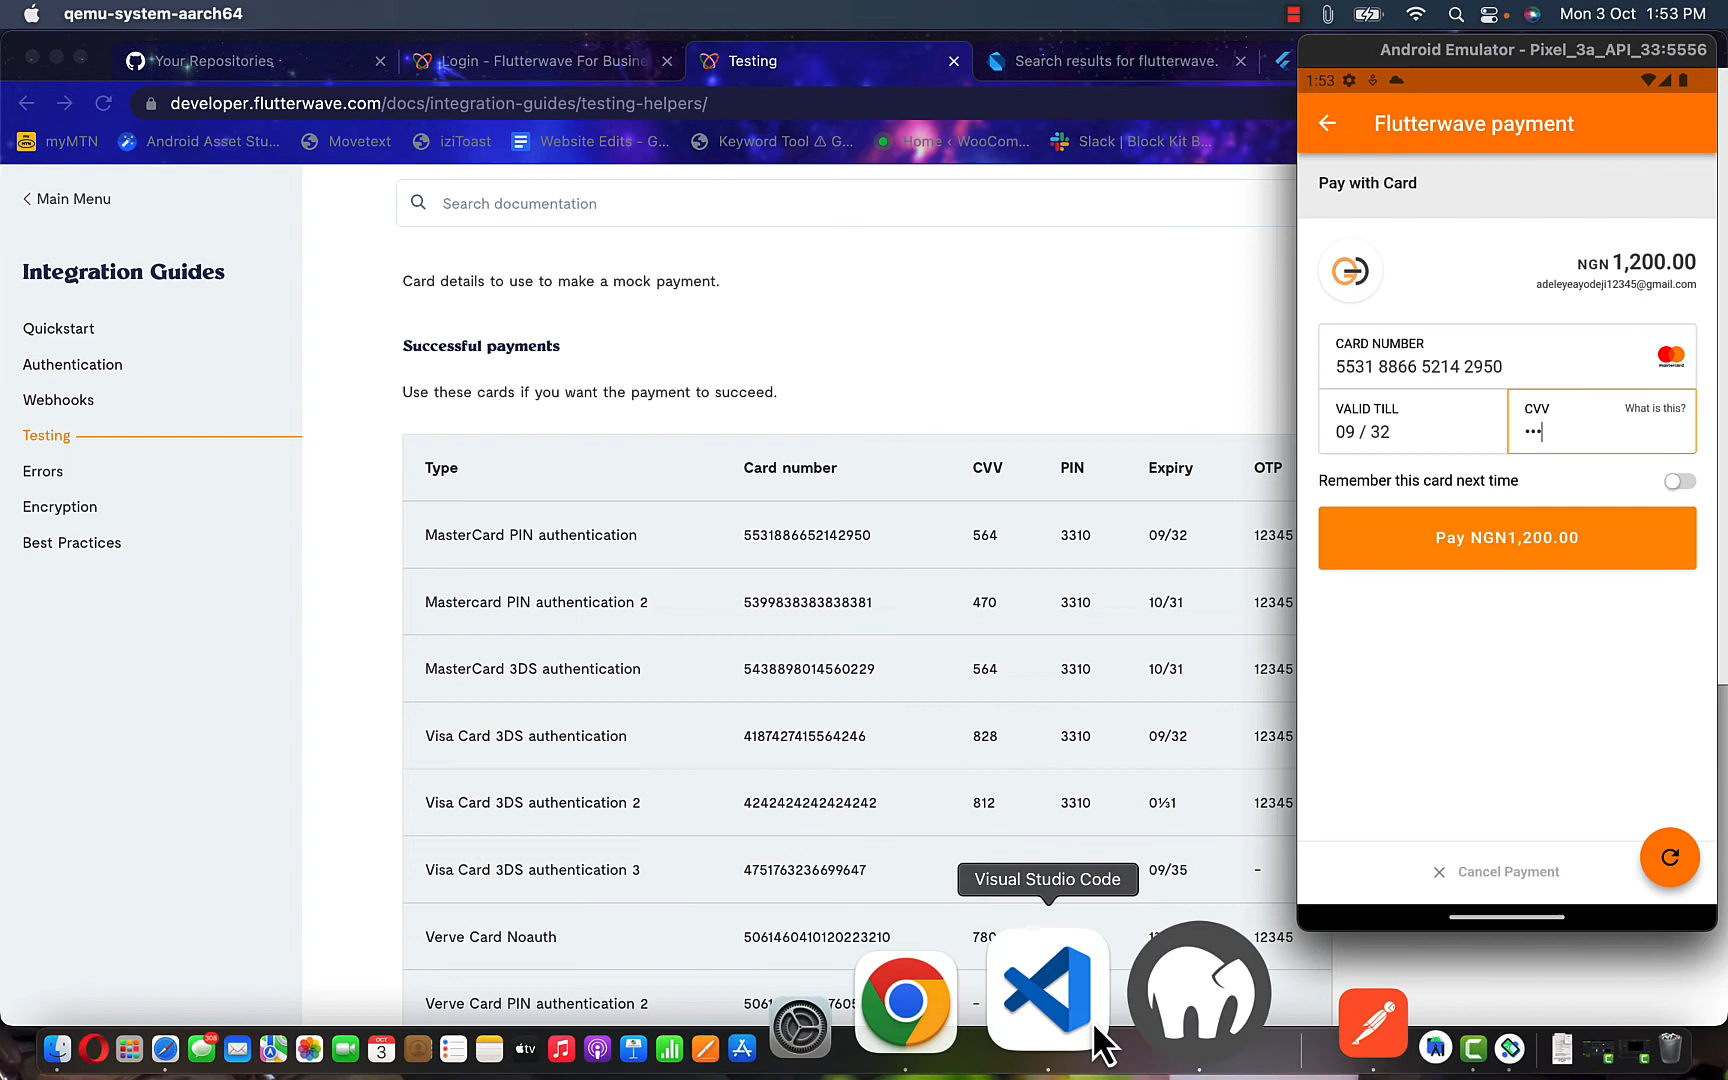 qemu-system-aarch64
Mon 3 Oct 1:53 PM
Your Repositories
Login - Flutterwave For Busine
Testing
Search results for flutterwave.
Android Emulator - Pixel_3a_API_33:5556
developer.flutterwave.com/docs/integration-guides/testing-helpers/
myMTN
Android Asset Stu...
Movetext
iziToast
Website Edits - G...
Keyword Tool ⚠ G...
Home ‹ WooCom...
Slack | Block Kit B...
Main Menu
Integration Guides
Quickstart
Authentication
Webhooks
Testing
Errors
Encryption
Best Practices
Search documentation
Card details to use to make a mock payment.
Successful payments
Use these cards if you want the payment to succeed.
Type Card number CVV PIN Expiry OTP
MasterCard PIN authentication 5531886652142950 564 3310 09/32 12345
Mastercard PIN authentication 2 5399838383838381 470 3310 10/31 12345
MasterCard 3DS authentication 5438898014560229 564 3310 10/31 12345
Visa Card 3DS authentication 4187427415564246 828 3310 09/32 12345
Visa Card 3DS authentication 2 4242424242424242 812 3310 0⅓1 12345
Visa Card 3DS authentication 3 4751763236699647 09/35 -
Verve Card Noauth 5061460410120223210 780 12345
Verve Card PIN authentication 2
Visual Studio Code
1:53
Flutterwave payment
Pay with Card
NGN 1,200.00
adeleyeayodeji12345@gmail.com
CARD NUMBER
5531 8866 5214 2950
mastercard
VALID TILL
09 / 32
CVV
What is this?
•••
Remember this card next time
Pay NGN1,200.00
Cancel Payment
308
OCT
3
tv